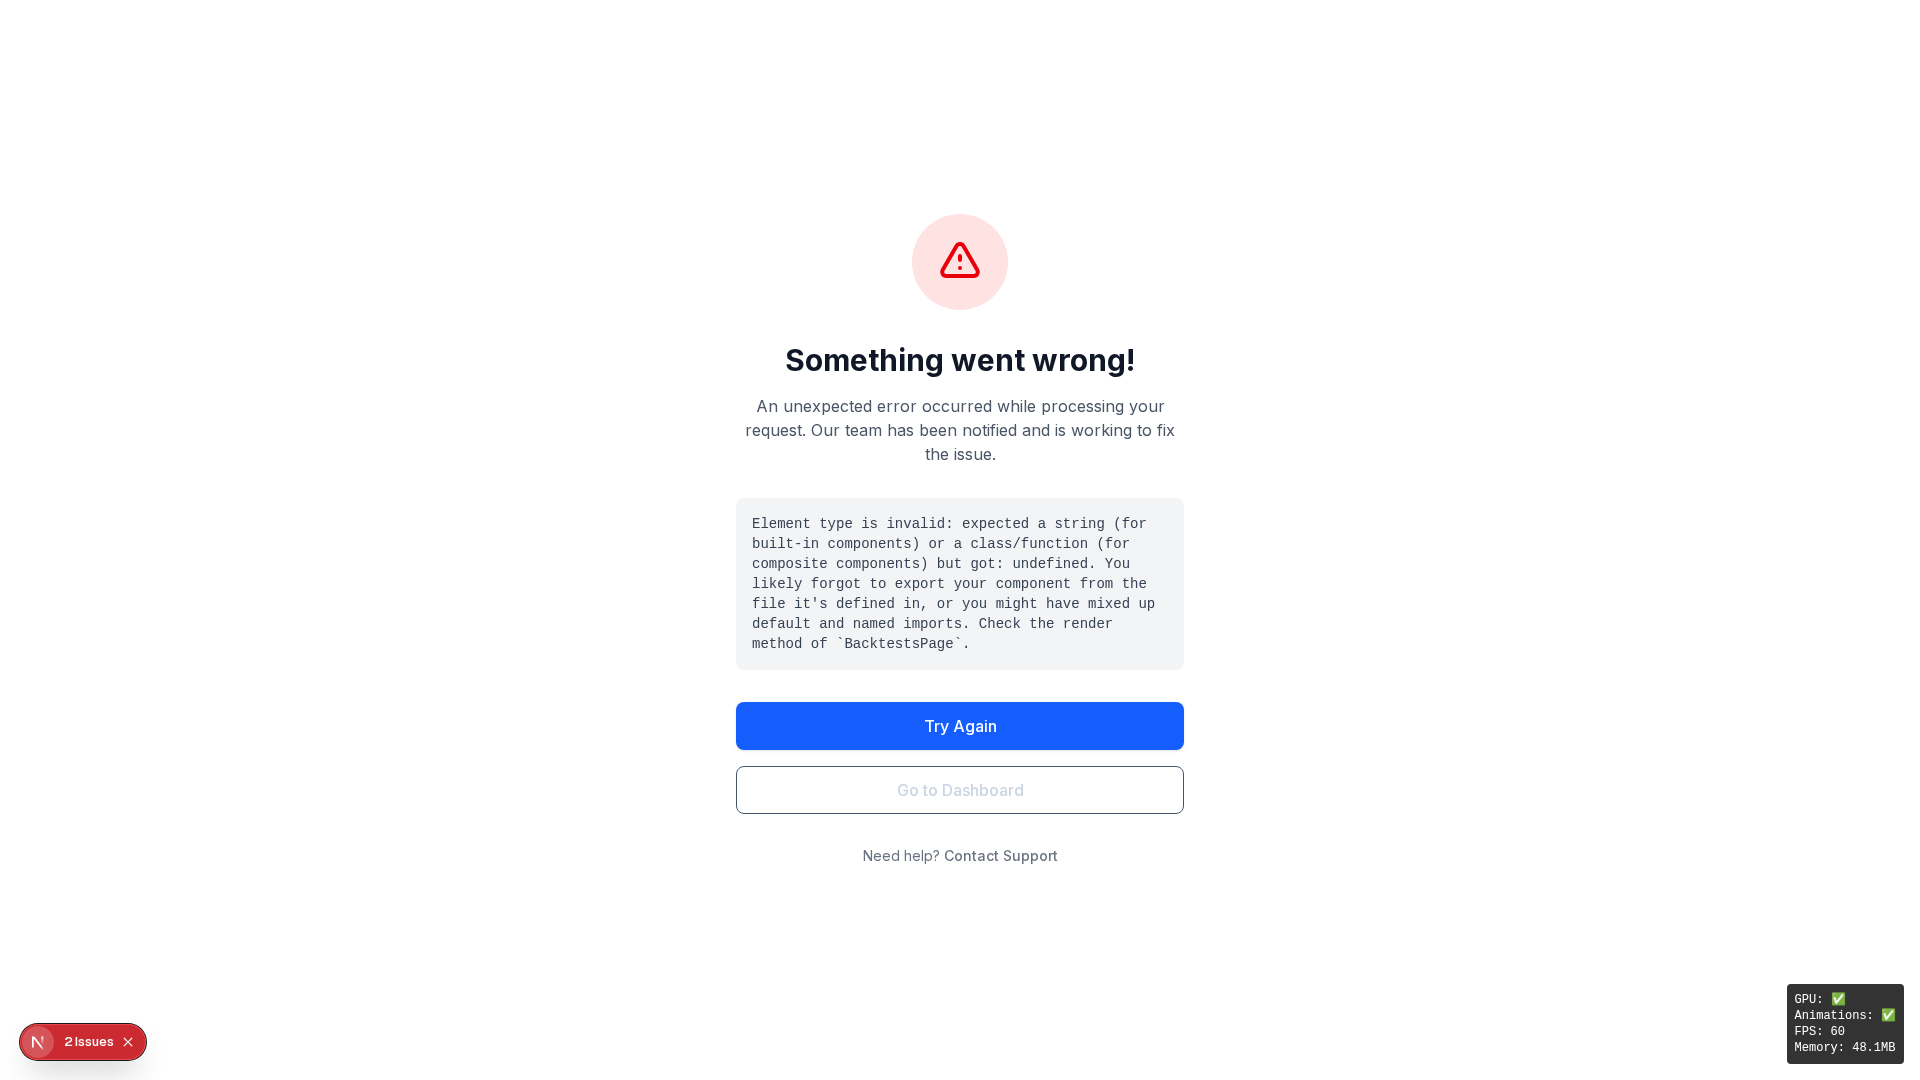 Something went wrong!
An unexpected error occurred while processing your
request. Our team has been notified and is working to fix
the issue.
Element type is invalid: expected a string (for
built-in components) or a class/function (for
composite components) but got: undefined. You
likely forgot to export your component from the
file it's defined in, or you might have mixed up
default and named imports. Check the render
method of `BacktestsPage`.
Try Again
Go to Dashboard
Need help? Contact Support
N 2 Issues
GPU: ✅
Animations: ✅
FPS: 60
Memory: 48.1MB